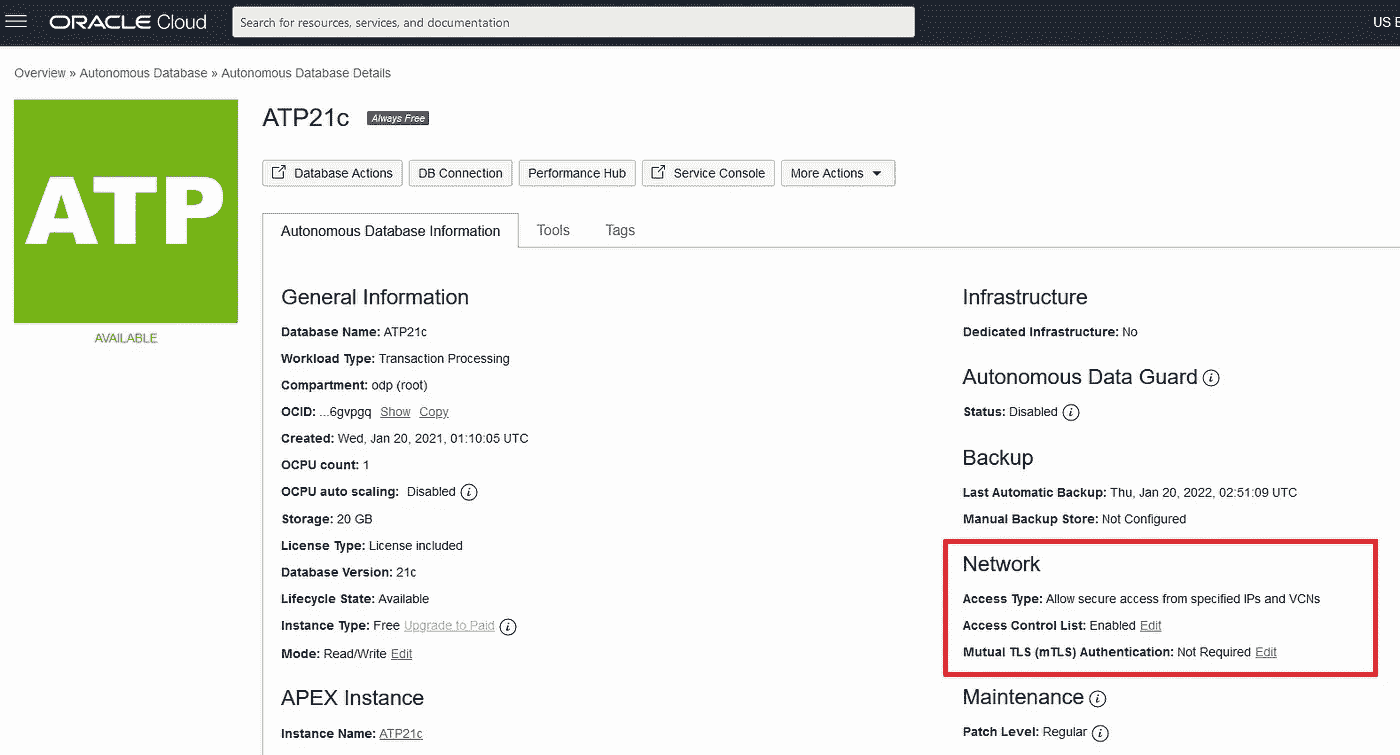 ORACLE Cloud
Search for resources, services, and documentation
US E
Overview » Autonomous Database » Autonomous Database Details
ATP
AVAILABLE
ATP21c Always Free
Database Actions DB Connection Performance Hub Service Console More Actions
Autonomous Database Information Tools Tags
General Information
Database Name: ATP21c
Workload Type: Transaction Processing
Compartment: odp (root)
OCID: ...6gvpgq Show Copy
Created: Wed, Jan 20, 2021, 01:10:05 UTC
OCPU count: 1
OCPU auto scaling: Disabled
Storage: 20 GB
License Type: License included
Database Version: 21c
Lifecycle State: Available
Instance Type: Free Upgrade to Paid
Mode: Read/Write Edit
APEX Instance
Instance Name: ATP21c
Infrastructure
Dedicated Infrastructure: No
Autonomous Data Guard
Status: Disabled
Backup
Last Automatic Backup: Thu, Jan 20, 2022, 02:51:09 UTC
Manual Backup Store: Not Configured
Network
Access Type: Allow secure access from specified IPs and VCNs
Access Control List: Enabled Edit
Mutual TLS (mTLS) Authentication: Not Required Edit
Maintenance
Patch Level: Regular